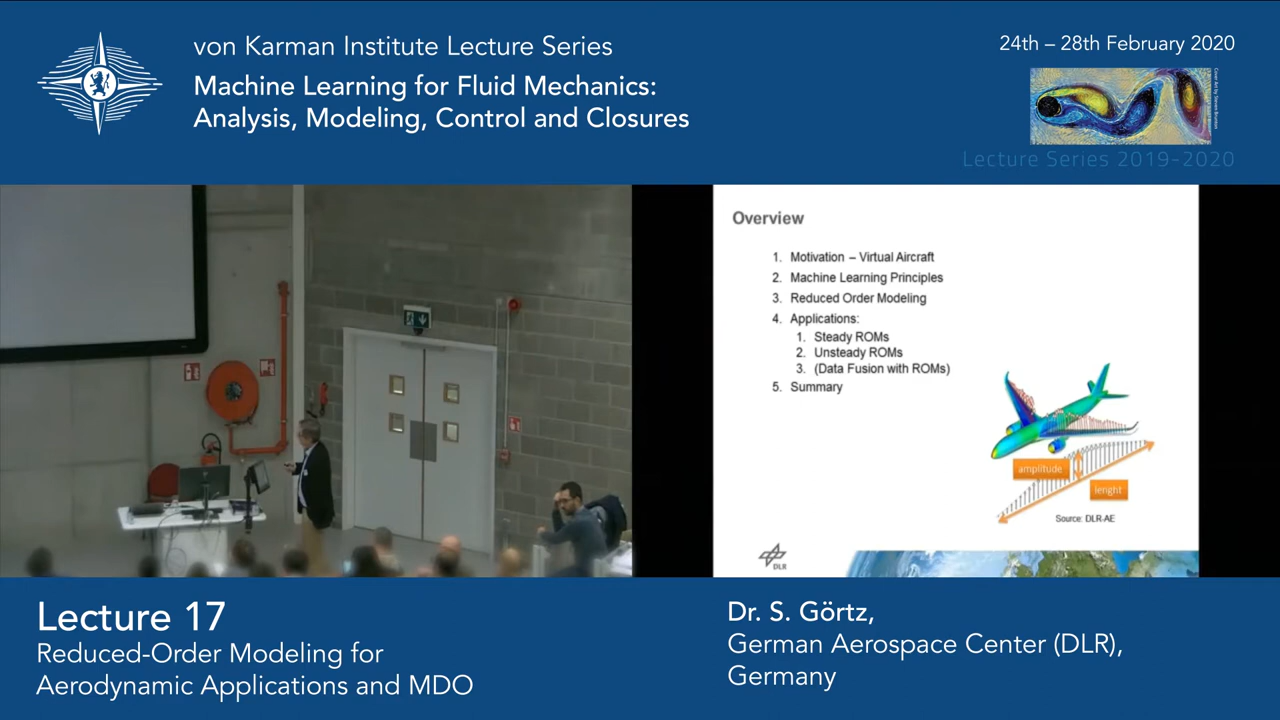 von Karman Institute Lecture Series
Machine Learning for Fluid Mechanics:
Analysis, Modeling, Control and Closures
24th – 28th February 2020
Lecture Series 2019-2020
Overview
1. Motivation – Virtual Aircraft
2. Machine Learning Principles
3. Reduced Order Modeling
4. Applications:
1. Steady ROMs
2. Unsteady ROMs
3. (Data Fusion with ROMs)
5. Summary
amplitude
lenght
Source: DLR-AE
DLR
Lecture 17
Reduced-Order Modeling for
Aerodynamic Applications and MDO
Dr. S. Görtz,
German Aerospace Center (DLR),
Germany